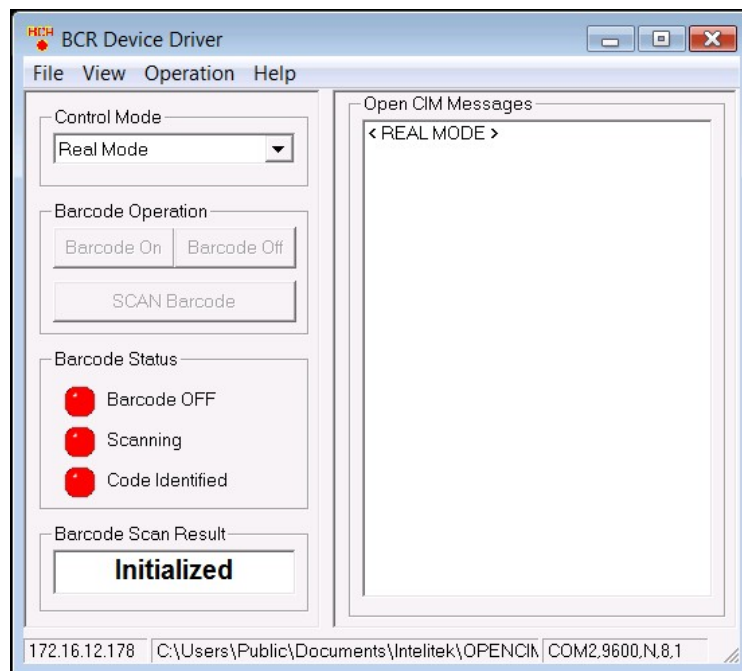 BCR Device Driver
File View Operation Help
Control Mode
Real Mode
Barcode Operation
Barcode On Barcode Off
SCAN Barcode
Barcode Status
Barcode OFF
Scanning
Code Identified
Barcode Scan Result
Initialized
Open CIM Messages
< REAL MODE >
172.16.12.178 C:\Users\Public\Documents\Intelitek\OPENCIM COM2,9600,N,8,1